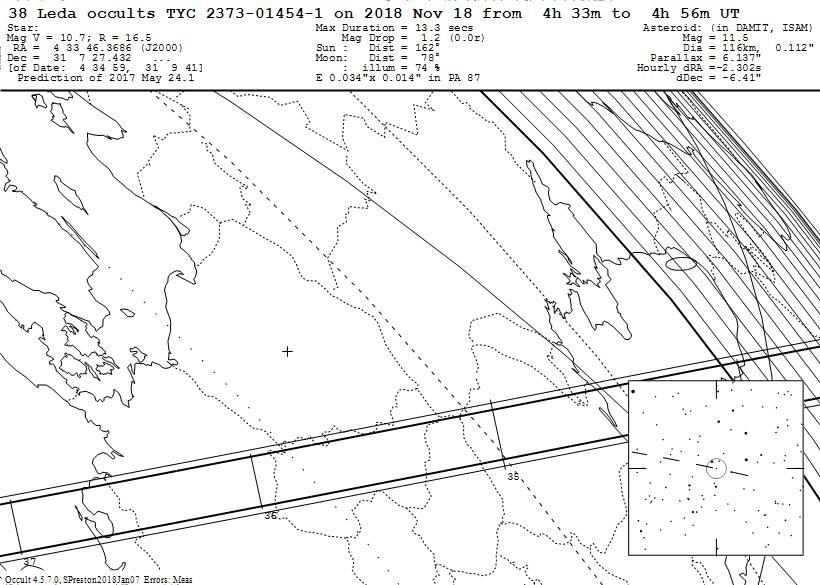 38 Leda occults TYC 2373-01454-1 on 2018 Nov 18 from 4h 33m to 4h 56m UT
Star:
Mag V = 10.7; R = 16.5
RA = 4 33 46.3686 (J2000)
Dec = 31 7 27.432 ...
[of Date: 4 34 59, 31 9 41]
Prediction of 2017 May 24.1
Max Duration = 13.3 secs
Mag Drop = 1.2 (0.0r)
Sun : Dist = 162°
Moon: Dist = 78°
: illum = 74 %
E 0.034"x 0.014" in PA 87
Asteroid: (in DAMIT, ISAM)
Mag = 11.5
Dia = 116km, 0.112"
Parallax = 6.137"
Hourly dRA =-2.302s
dDec = -6.41"
35
36
37
Occult 4.5.7.0, SPreston2018Jan07 Errors: Meas